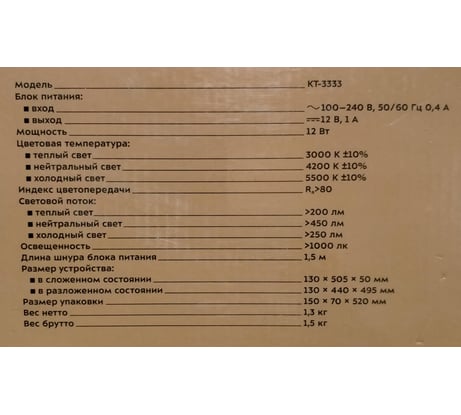 Модель КТ-3333
Блок питания:
■ вход ~100–240 В, 50/60 Гц 0,4 А
■ выход ⎓12 В, 1 А
Мощность 12 Вт
Цветовая температура:
■ теплый свет 3000 К ±10%
■ нейтральный свет 4200 К ±10%
■ холодный свет 5500 К ±10%
Индекс цветопередачи Rₐ>80
Световой поток:
■ теплый свет >200 лм
■ нейтральный свет >450 лм
■ холодный свет >250 лм
Освещенность >1000 лк
Длина шнура блока питания 1,5 м
Размер устройства:
■ в сложенном состоянии 130 × 505 × 50 мм
■ в разложенном состоянии 130 × 440 × 495 мм
Размер упаковки 150 × 70 × 520 мм
Вес нетто 1,3 кг
Вес брутто 1,5 кг